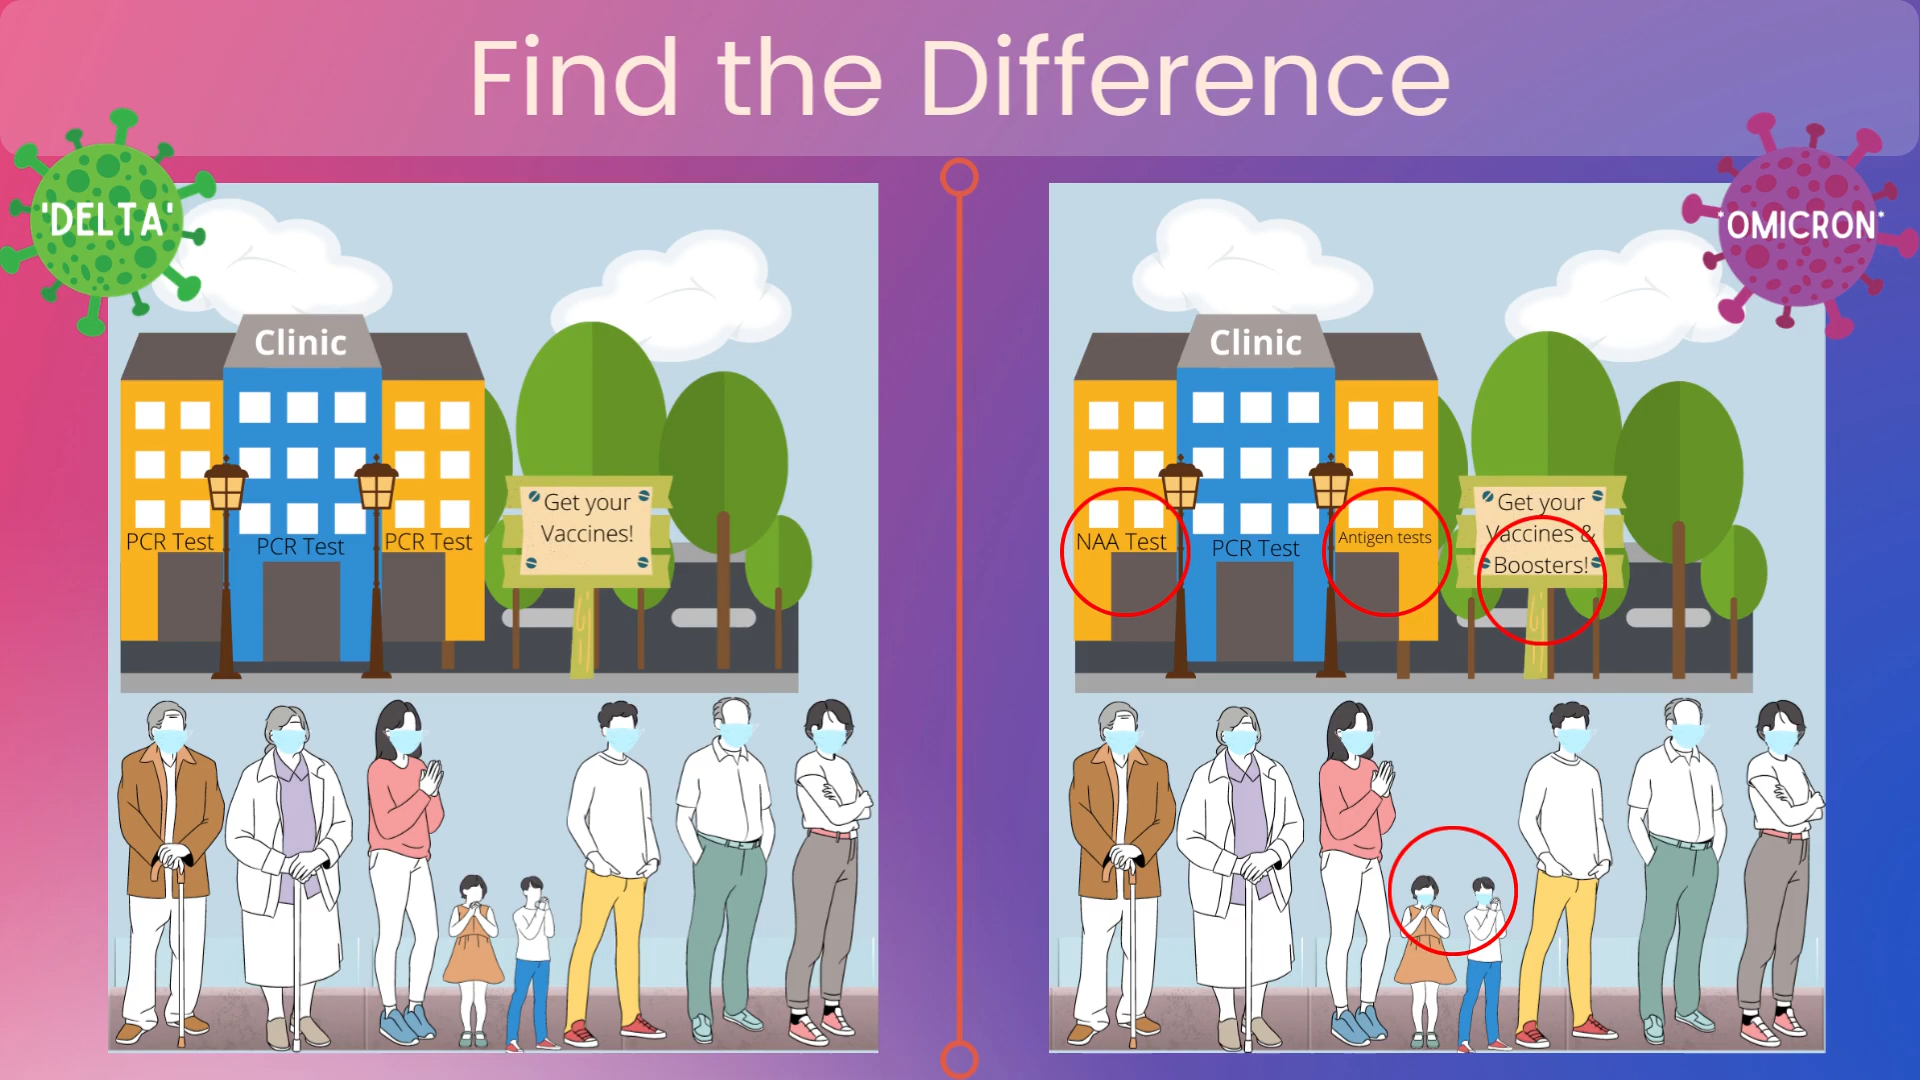 Find the Difference
'DELTA'
Clinic
PCR Test
PCR Test
PCR Test
Get your
Vaccines!
*OMICRON*
Clinic
NAA Test
PCR Test
Antigen tests
Get your
Vaccines &
Boosters!